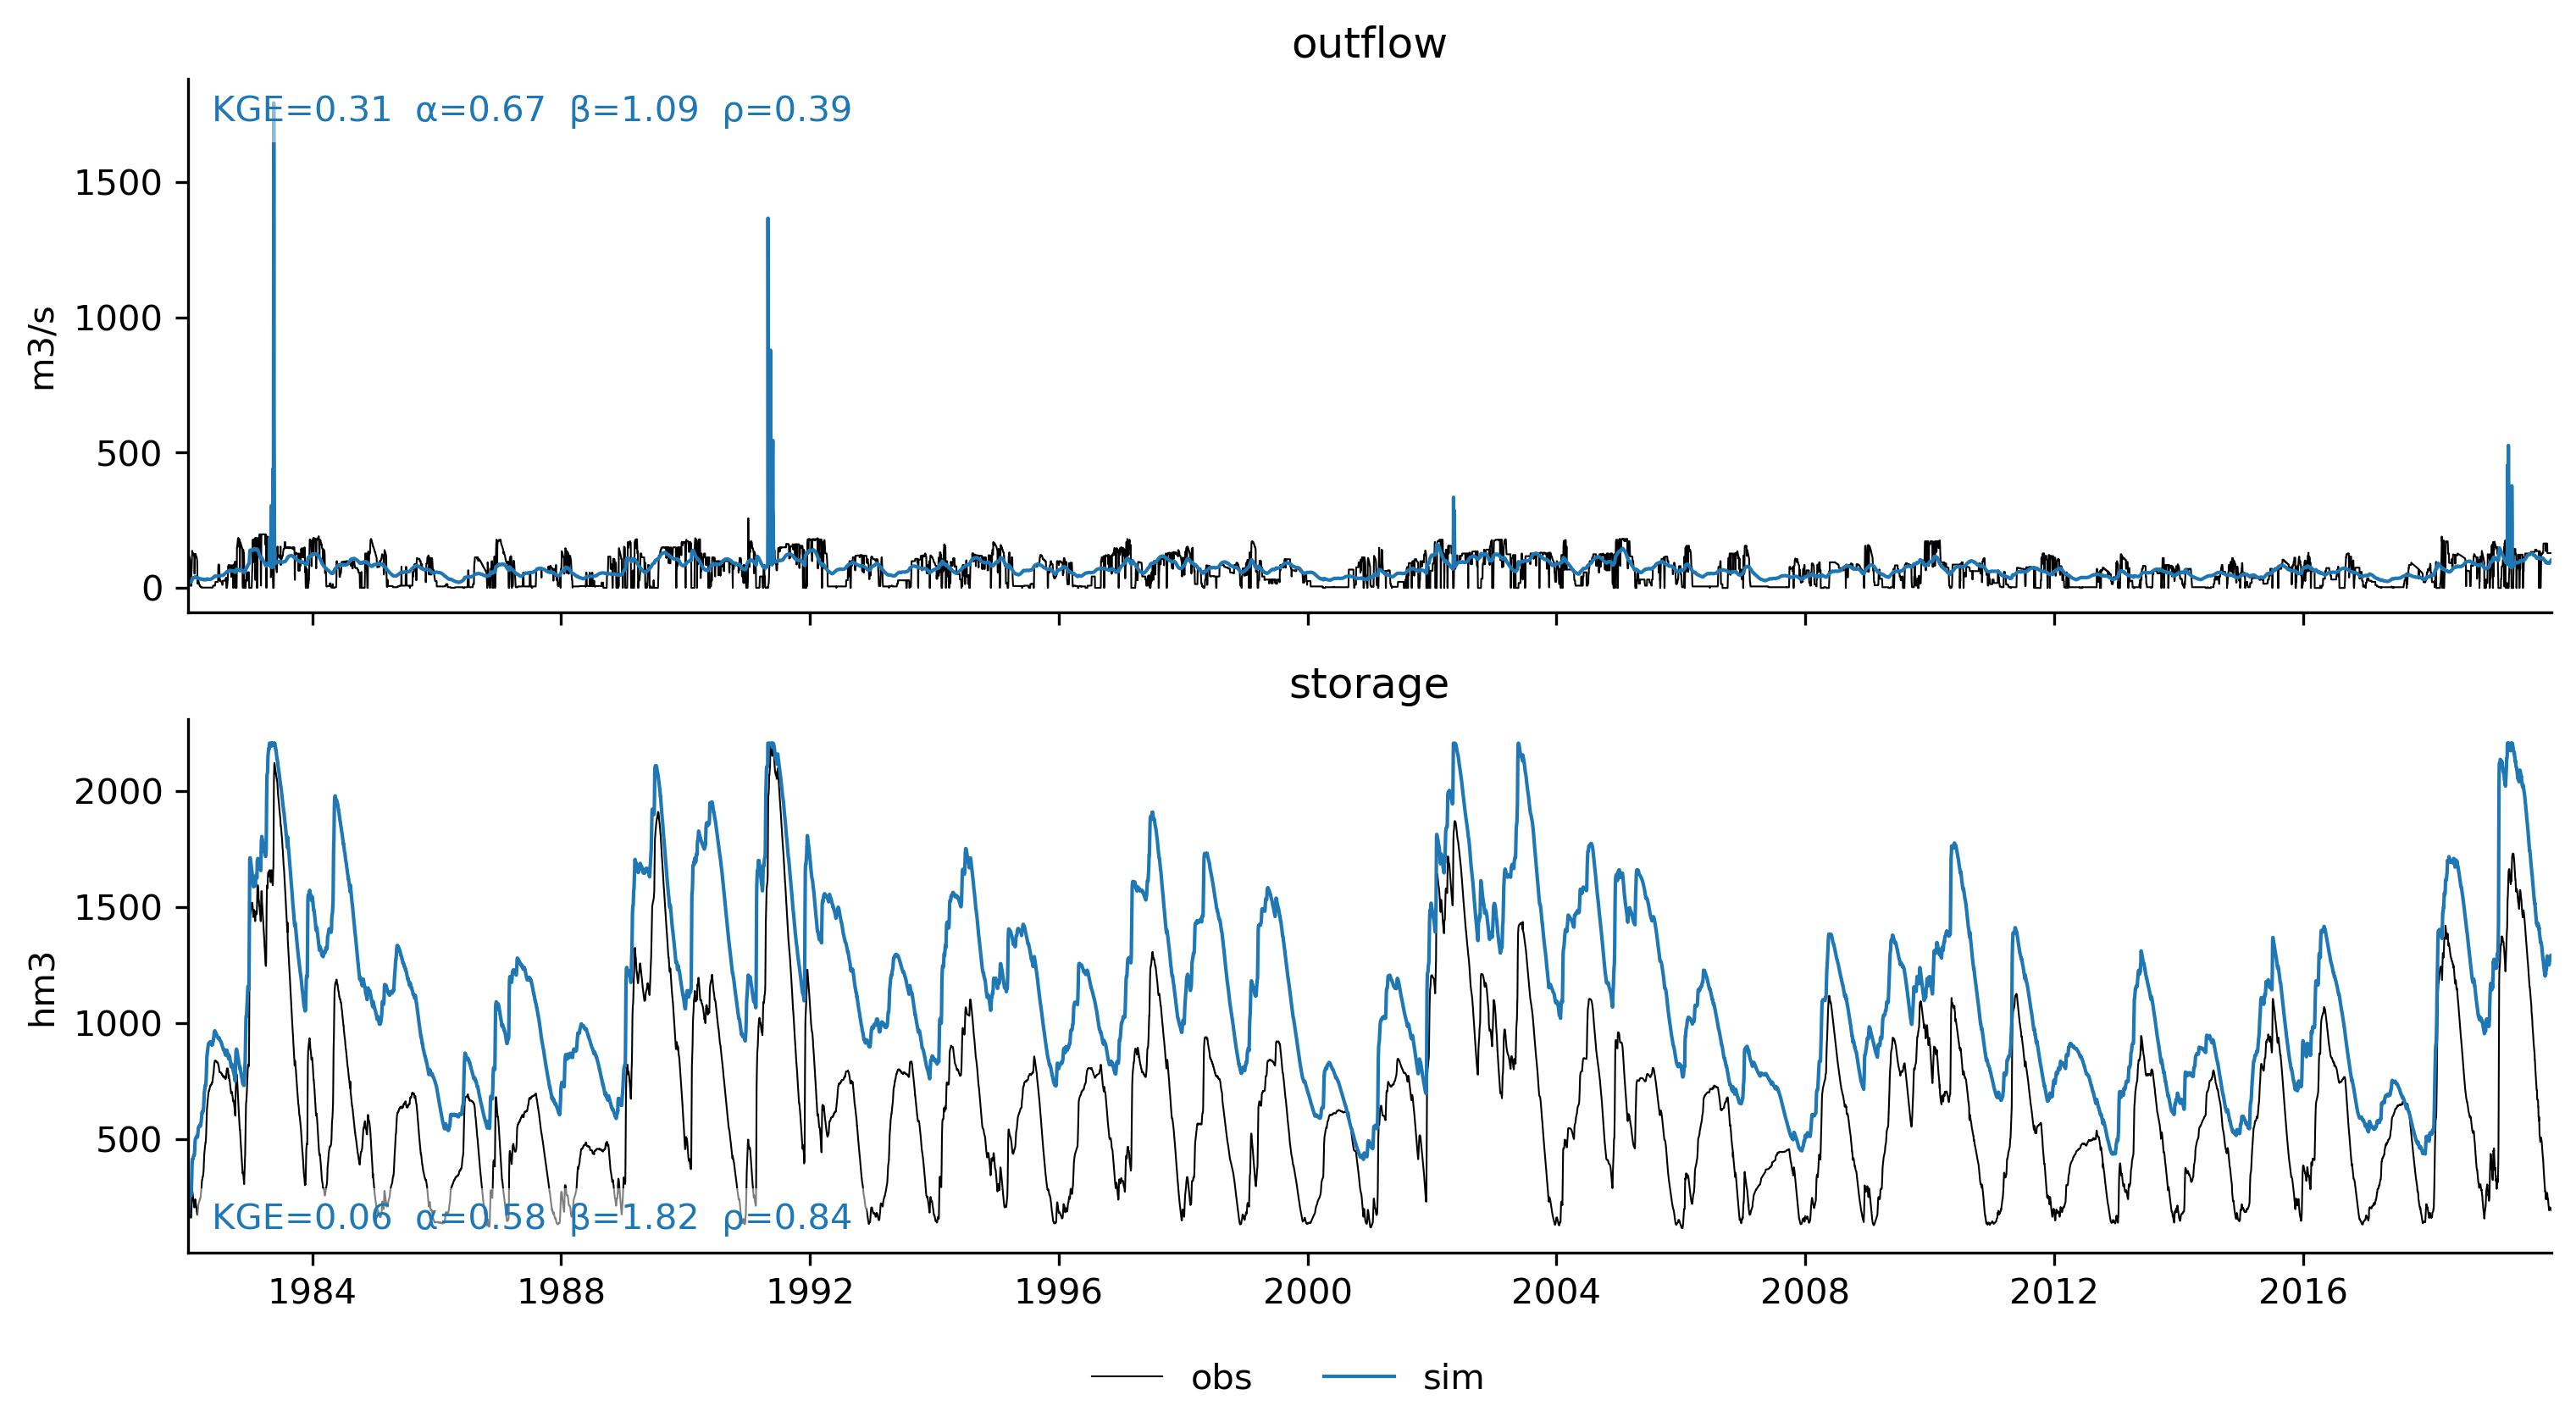 outflow
KGE=0.31 α=0.67 β=1.09 ρ=0.39
1500
1000
500
0
m3/s
storage
2000
1500
1000
500
hm3
KGE=0.06 α=0.58 β=1.82 ρ=0.84
1984 1988 1992 1996 2000 2004 2008 2012 2016
obs sim